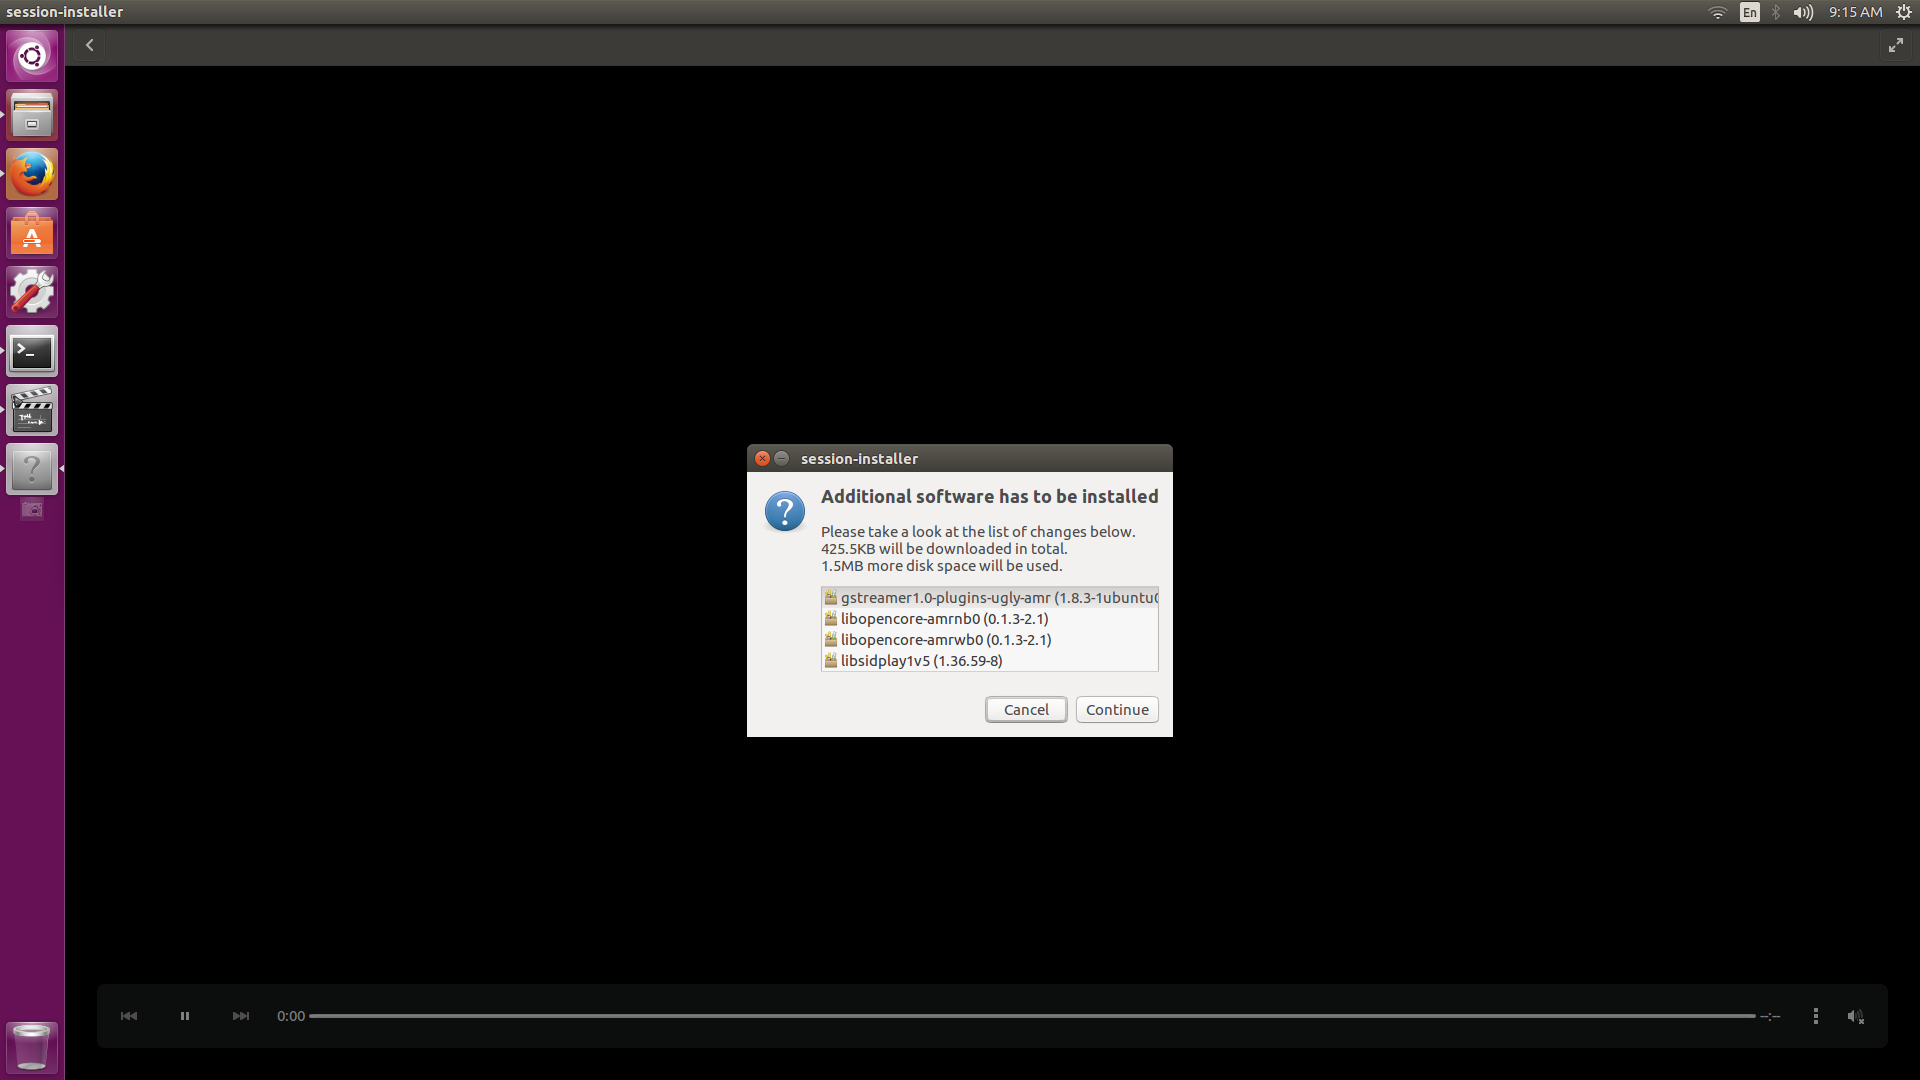 session-installer
En
9:15 AM
session-installer
Additional software has to be installed
Please take a look at the list of changes below.
425.5KB will be downloaded in total.
1.5MB more disk space will be used.
gstreamer1.0-plugins-ugly-amr (1.8.3-1ubuntu0
libopencore-amrnb0 (0.1.3-2.1)
libopencore-amrwb0 (0.1.3-2.1)
libsidplay1v5 (1.36.59-8)
Cancel
Continue
0:00
--:--